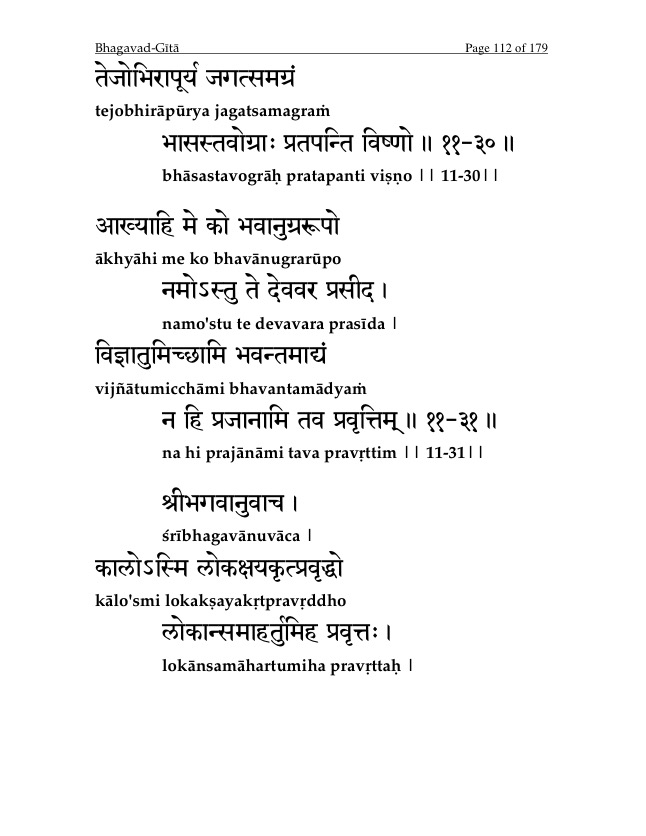 Bhagavad-Gītā Page 112 of 179
तेजोभिरापूर्य जगत्समग्रं
tejobhirāpūrya jagatsamagraṁ
भासस्तवोग्राः प्रतपन्ति विष्णो ॥ ११-३० ॥
bhāsastavogrāḥ pratapanti viṣṇo || 11-30||
आख्याहि मे को भवानुग्ररूपो
ākhyāhi me ko bhavānugrarūpo
नमोऽस्तु ते देववर प्रसीद ।
namo'stu te devavara prasīda |
विज्ञातुमिच्छामि भवन्तमाद्यं
vijñātumicchāmi bhavantamādyaṁ
न हि प्रजानामि तव प्रवृत्तिम् ॥ ११-३१ ॥
na hi prajānāmi tava pravṛttim || 11-31||
श्रीभगवानुवाच ।
śrībhagavānuvāca |
कालोऽस्मि लोकक्षयकृत्प्रवृद्धो
kālo'smi lokakṣayakṛtpravṛddho
लोकान्समाहर्तुमिह प्रवृत्तः ।
lokānsamāhartumiha pravṛttaḥ |